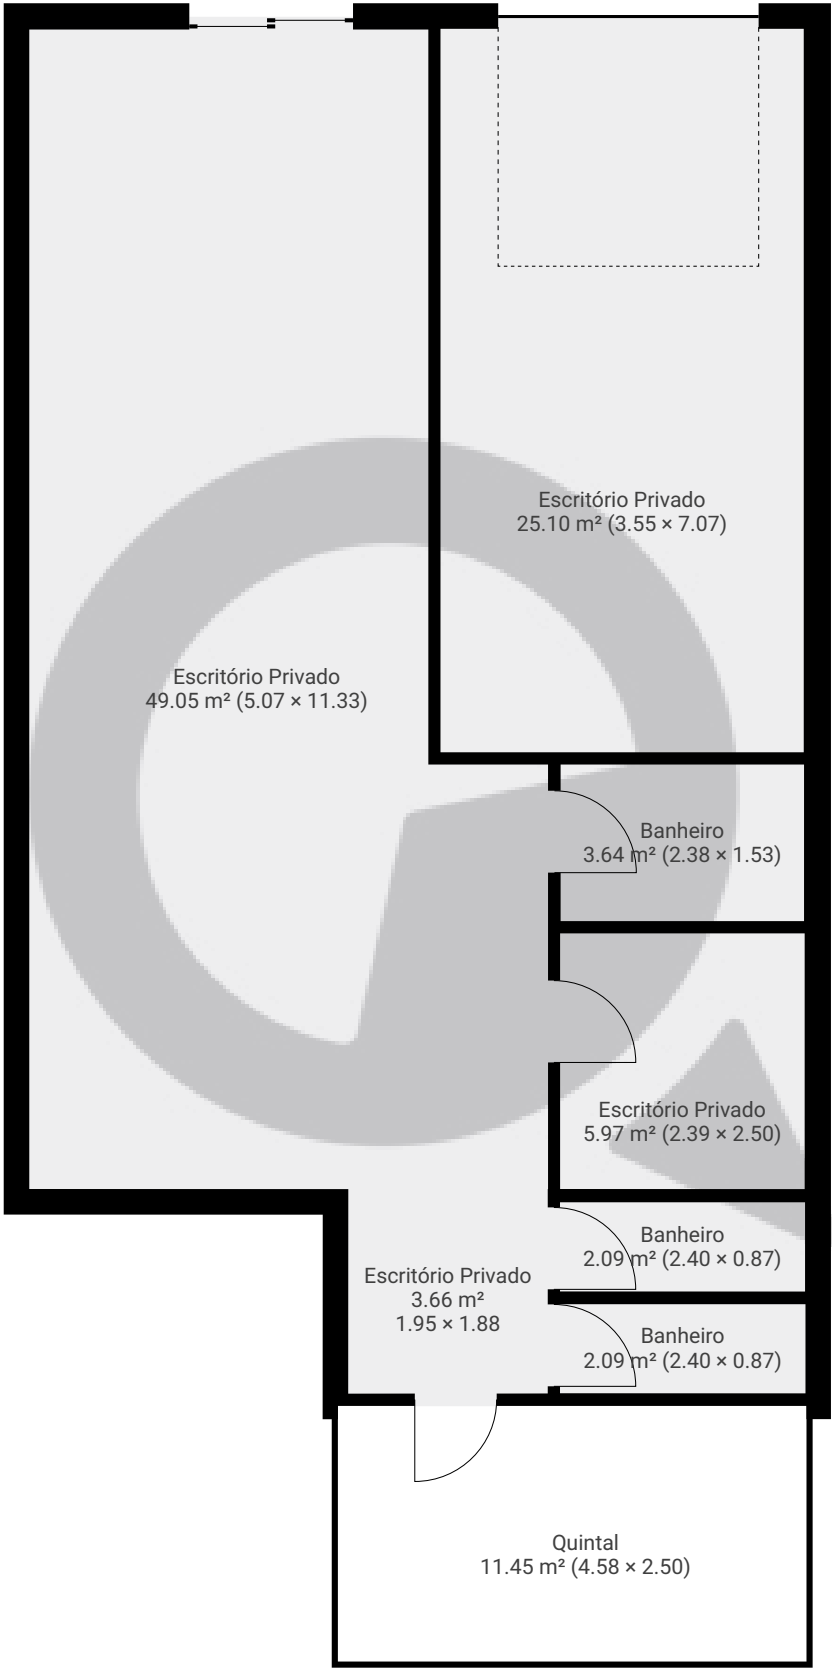 Escritório Privado
25.10 m² (3.55 × 7.07)
Escritório Privado
49.05 m² (5.07 × 11.33)
Banheiro
3.64 m² (2.38 × 1.53)
Escritório Privado
5.97 m² (2.39 × 2.50)
Banheiro
2.09 m² (2.40 × 0.87)
Escritório Privado
3.66 m²
1.95 × 1.88
Banheiro
2.09 m² (2.40 × 0.87)
Quintal
11.45 m² (4.58 × 2.50)